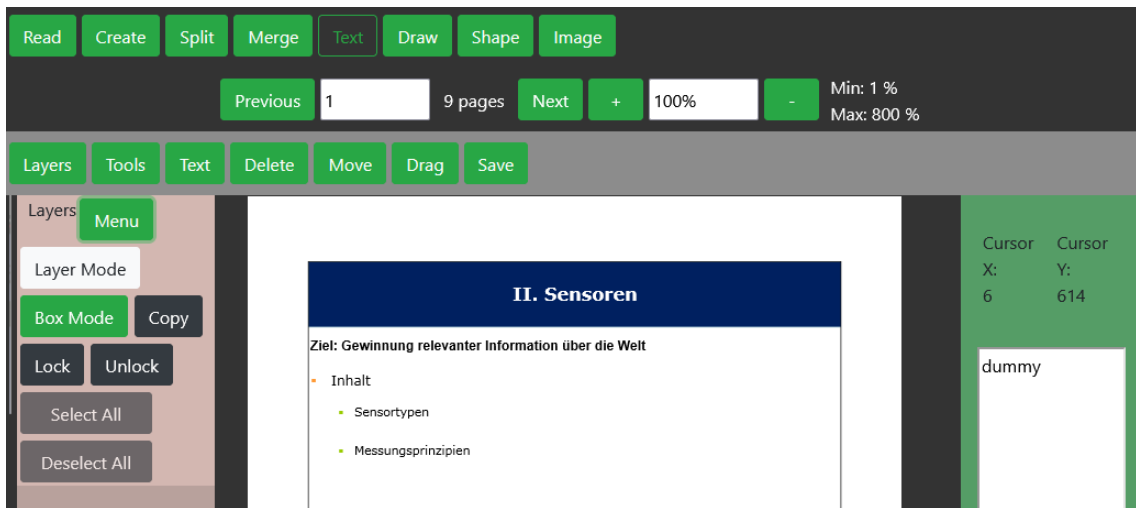 Read Create Split Merge Text Draw Shape Image
Previous 1 9 pages Next + 100% - Min: 1 %
Max: 800 %
Layers Tools Text Delete Move Drag Save
Layers Menu
Layer Mode
Box Mode Copy
Lock Unlock
Select All
Deselect All
II. Sensoren
Ziel: Gewinnung relevanter Information über die Welt
Inhalt
Sensortypen
Messungsprinzipien
Cursor Cursor
X: Y:
6 614
dummy